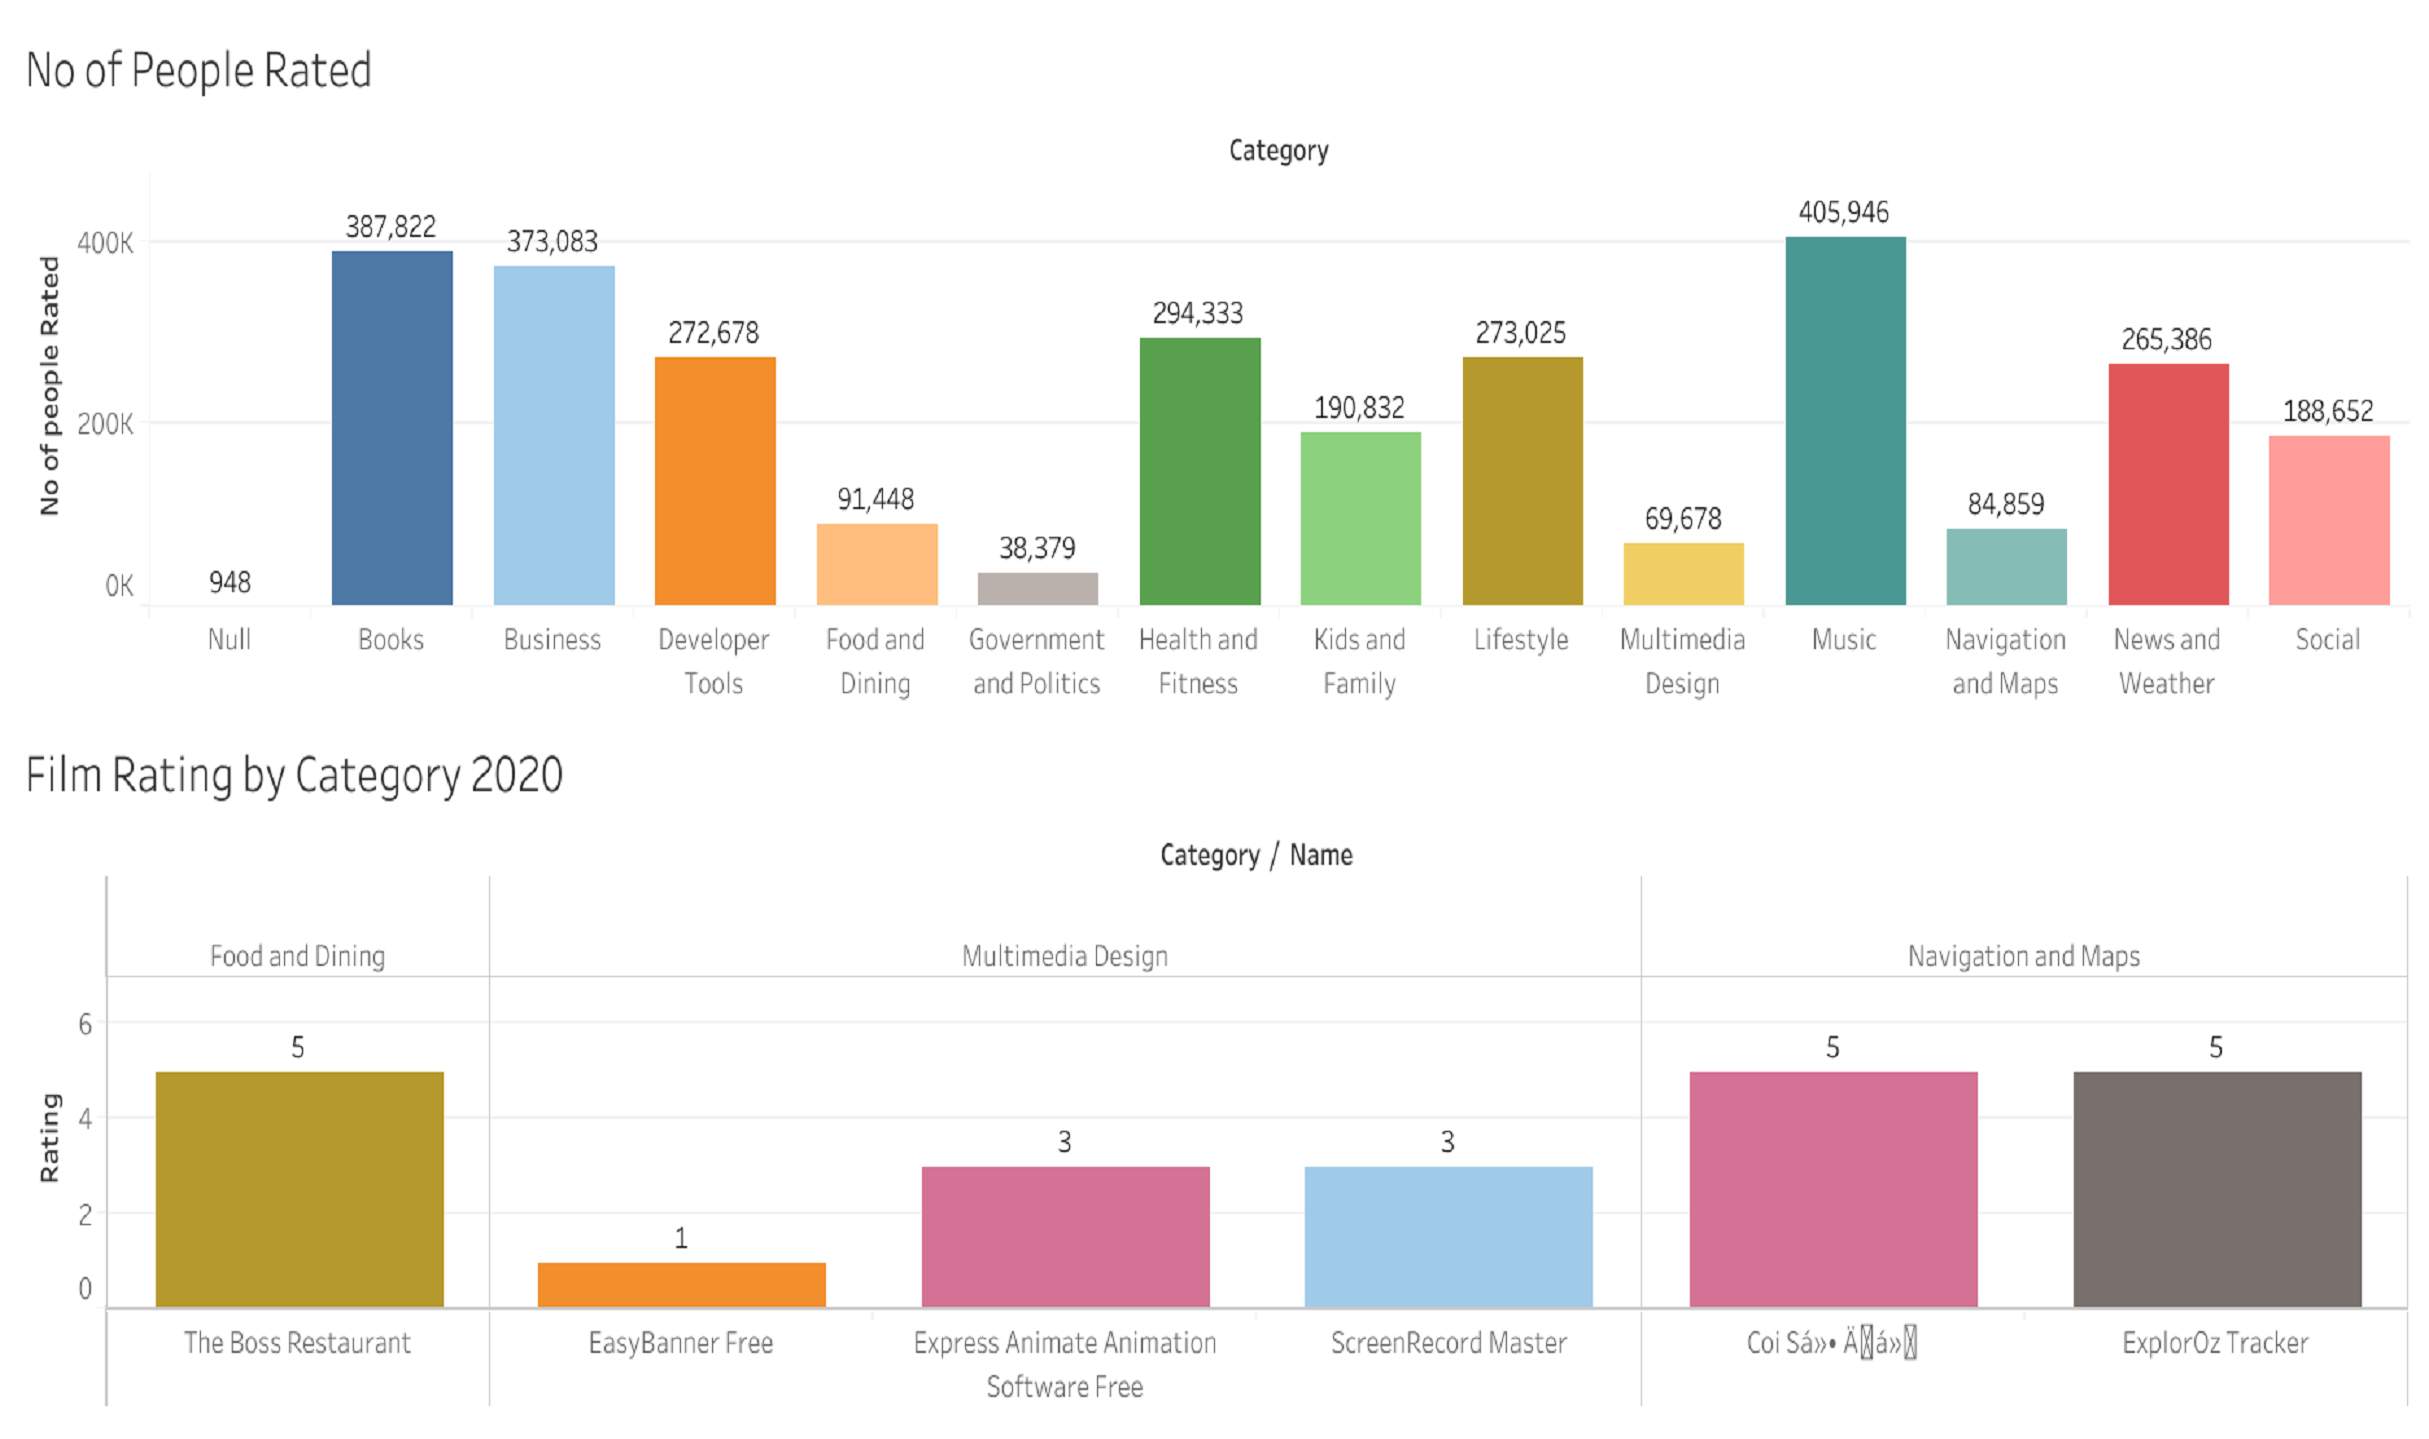 No of People Rated
Category
No of people Rated
400K
200K
0K
948
387,822
373,083
272,678
91,448
38,379
294,333
190,832
273,025
69,678
405,946
84,859
265,386
188,652
Null
Books
Business
Developer
Tools
Food and
Dining
Government
and Politics
Health and
Fitness
Kids and
Family
Lifestyle
Multimedia
Design
Music
Navigation
and Maps
News and
Weather
Social
Film Rating by Category 2020
Category / Name
Food and Dining
Multimedia Design
Navigation and Maps
Rating
6
4
2
0
5
1
3
3
5
5
The Boss Restaurant
EasyBanner Free
Express Animate Animation
Software Free
ScreenRecord Master
Coi
ExplorOz Tracker